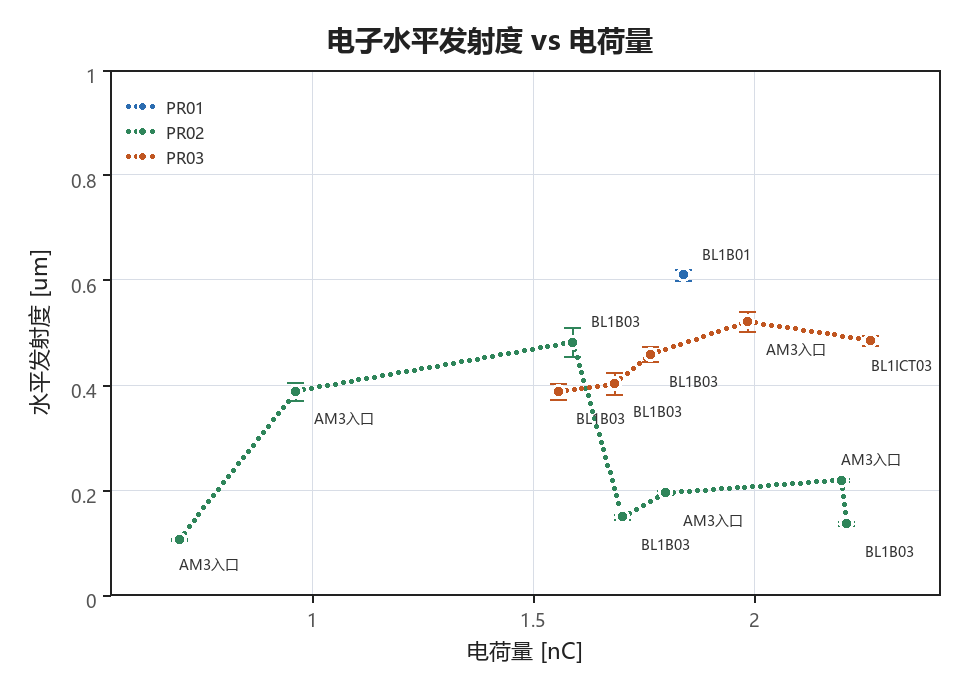 电子水平发射度 vs 电荷量
1
PR01
PR02
PR03
0.8
水平发射度 [um]
BL1B01
0.6
BL1B03
AM3入口
BL1ICT03
0.4
BL1B03
BL1B03
BL1B03
AM3入口
AM3入口
0.2
AM3入口
BL1B03
BL1B03
AM3入口
0
1
1.5
2
电荷量 [nC]